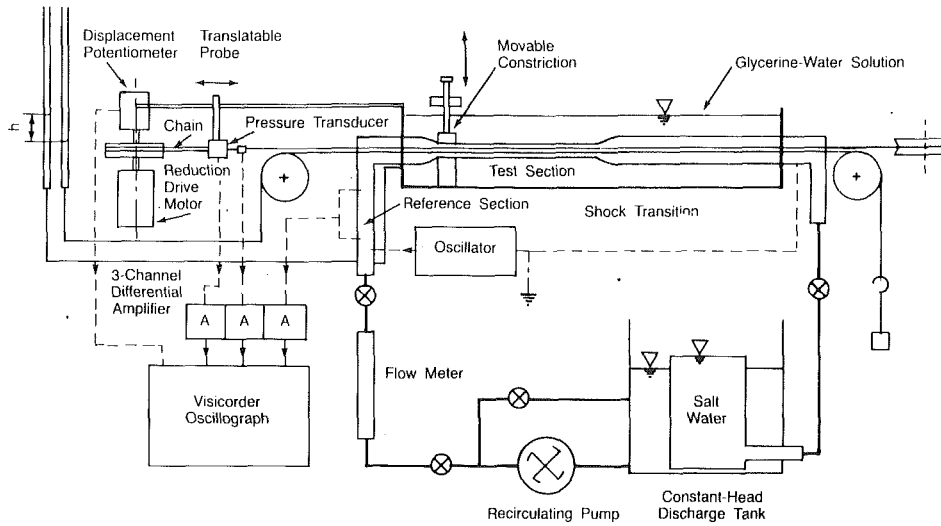 Displacement
Potentiometer
Translatable
Probe
Movable
Constriction
Glycerine-Water Solution
h
Chain
Pressure Transducer
Reduction
Drive
Motor
Test Section
Reference Section
Shock Transition
Oscillator
3-Channel
Differential
Amplifier
A
A
A
Flow Meter
Visicorder
Oscillograph
Salt
Water
Recirculating Pump
Constant-Head
Discharge Tank